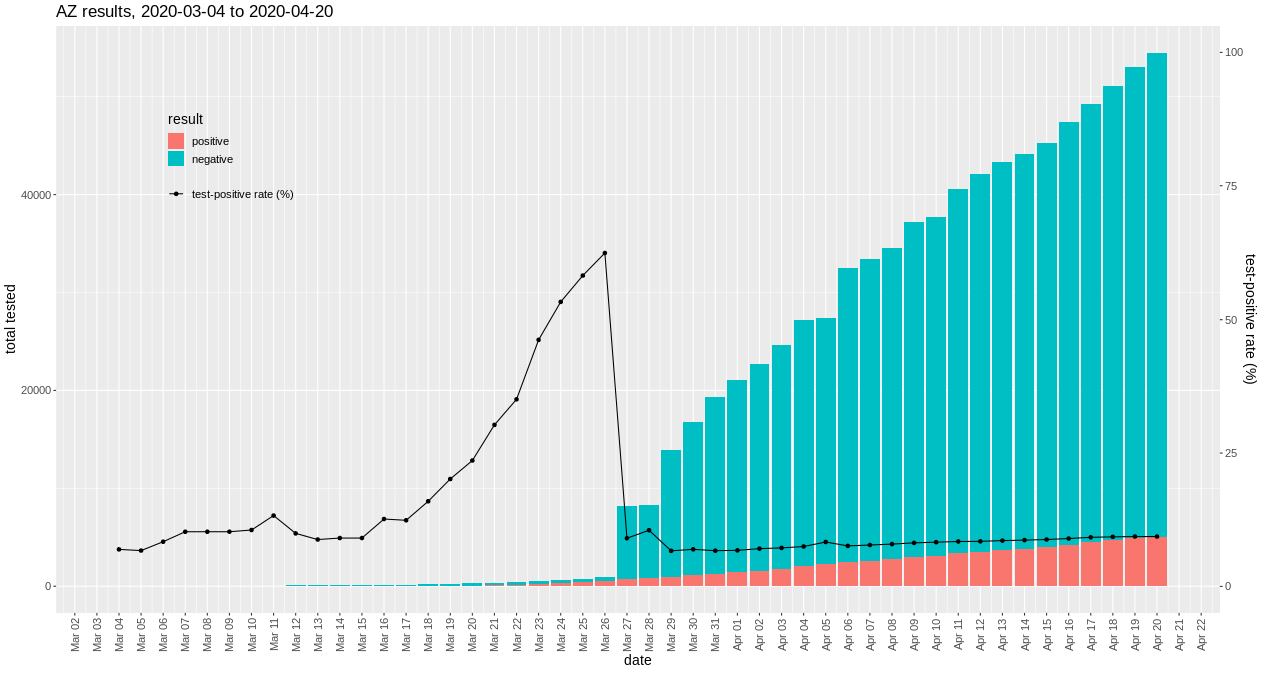 AZ results, 2020-03-04 to 2020-04-20
result
positive
negative
test-positive rate (%)
total tested
40000
20000
0
100
75
50
25
0
test-positive rate (%)
Mar 02
Mar 03
Mar 04
Mar 05
Mar 06
Mar 07
Mar 08
Mar 09
Mar 10
Mar 11
Mar 12
Mar 13
Mar 14
Mar 15
Mar 16
Mar 17
Mar 18
Mar 19
Mar 20
Mar 21
Mar 22
Mar 23
Mar 24
Mar 25
Mar 26
Mar 27
Mar 28
Mar 29
Mar 30
Mar 31
Apr 01
Apr 02
Apr 03
Apr 04
Apr 05
Apr 06
Apr 07
Apr 08
Apr 09
Apr 10
Apr 11
Apr 12
Apr 13
Apr 14
Apr 15
Apr 16
Apr 17
Apr 18
Apr 19
Apr 20
Apr 21
Apr 22
date